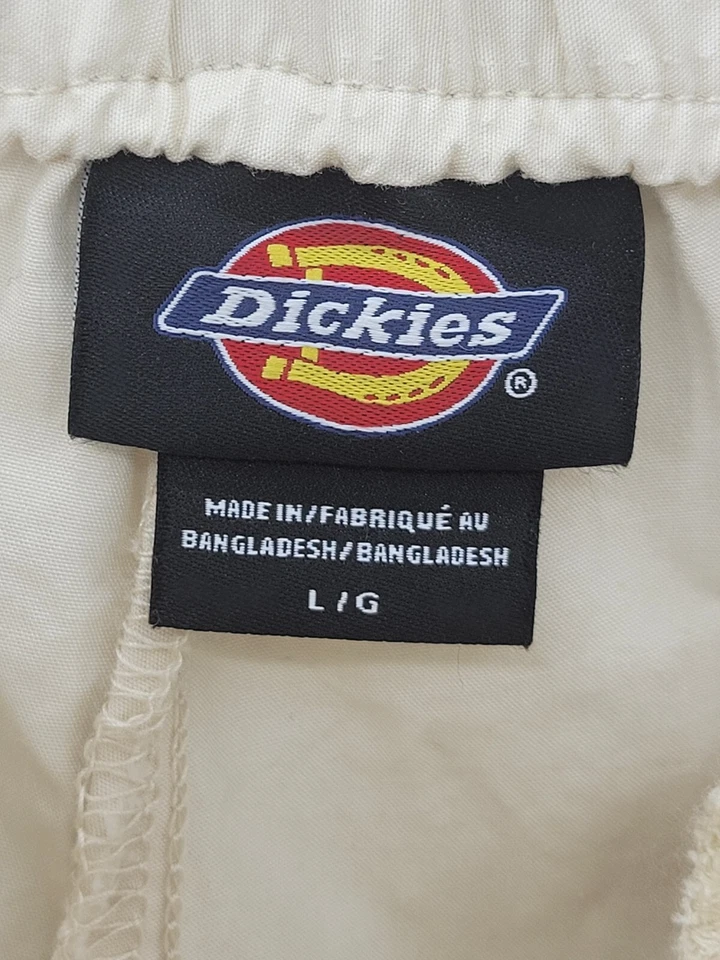 Dickies
®
MADE IN/FABRIQUÉ AU
BANGLADESH/BANGLADESH
L/G